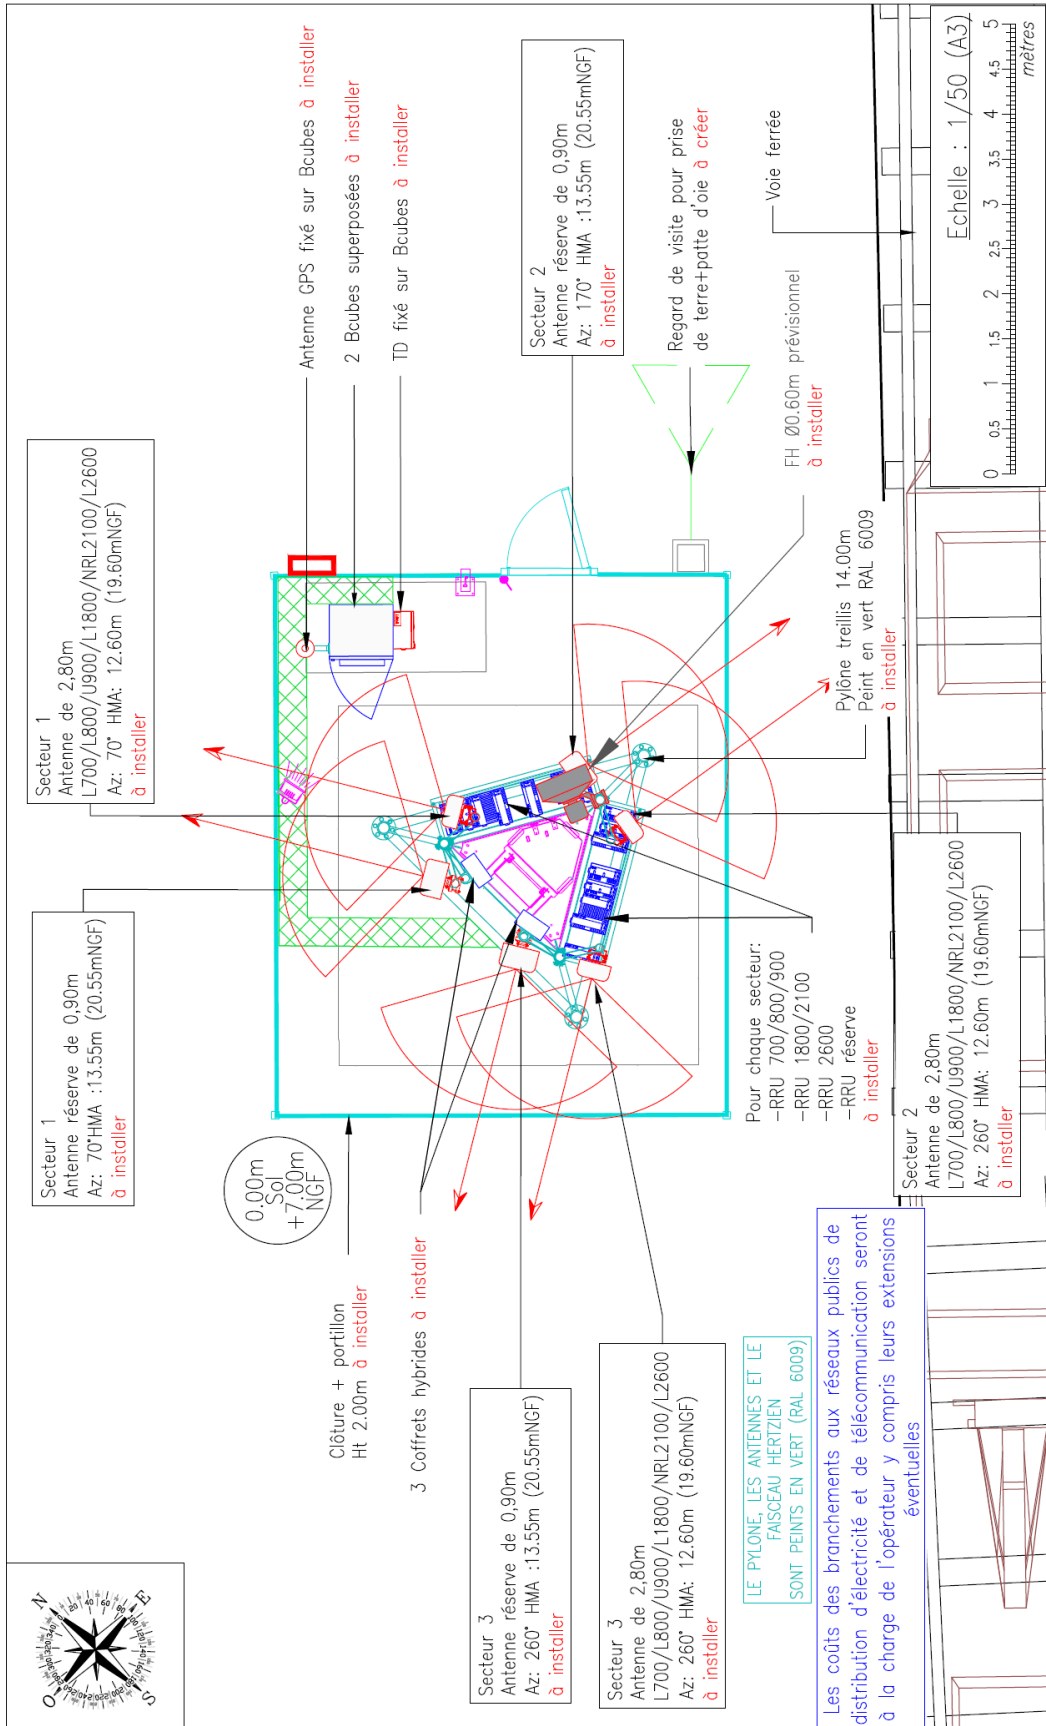 Secteur 1
Antenne réserve de 0,90m
Az: 70°HMA :13.55m (20.55mNGF)
à installer
Secteur 1
Antenne de 2,80m
L700/L800/U900/L1800/NRL2100/L2600
Az: 70° HMA: 12.60m (19.60mNGF)
à installer
Antenne GPS fixé sur Bcubes à installer
2 Bcubes superposées à installer
TD fixé sur Bcubes à installer
Secteur 2
Antenne réserve de 0,90m
Az: 170° HMA :13.55m (20.55mNGF)
à installer
Regard de visite pour prise
de terre+patte d'oie à créer
Voie ferrée
FH Ø0.60m prévisionnel
à installer
Pylône treillis 14.00m
Peint en vert RAL 6009
à installer
0.00m
Sol
+7.00m
NGF
Clôture + portillon
Ht 2.00m à installer
3 Coffrets hybrides à installer
Secteur 3
Antenne réserve de 0,90m
Az: 260° HMA :13.55m (20.55mNGF)
à installer
Secteur 3
Antenne de 2,80m
L700/L800/U900/L1800/NRL2100/L2600
Az: 260° HMA: 12.60m (19.60mNGF)
à installer
Pour chaque secteur:
-RRU 700/800/900
-RRU 1800/2100
-RRU 2600
-RRU réserve
à installer
Secteur 2
Antenne de 2,80m
L700/L800/U900/L1800/NRL2100/L2600
Az: 260° HMA: 12.60m (19.60mNGF)
à installer
LE PYLONE, LES ANTENNES ET LE
FAISCEAU HERTZIEN
SONT PEINTS EN VERT (RAL 6009)
Les coûts des branchements aux réseaux publics de
distribution d'électricité et de télécommunication seront
à la charge de l'opérateur y compris leurs extensions
éventuelles
Echelle : 1/50 (A3)
0 0.5 1 1.5 2 2.5 3 3.5 4 4.5 5
mètres
N
E
S
O